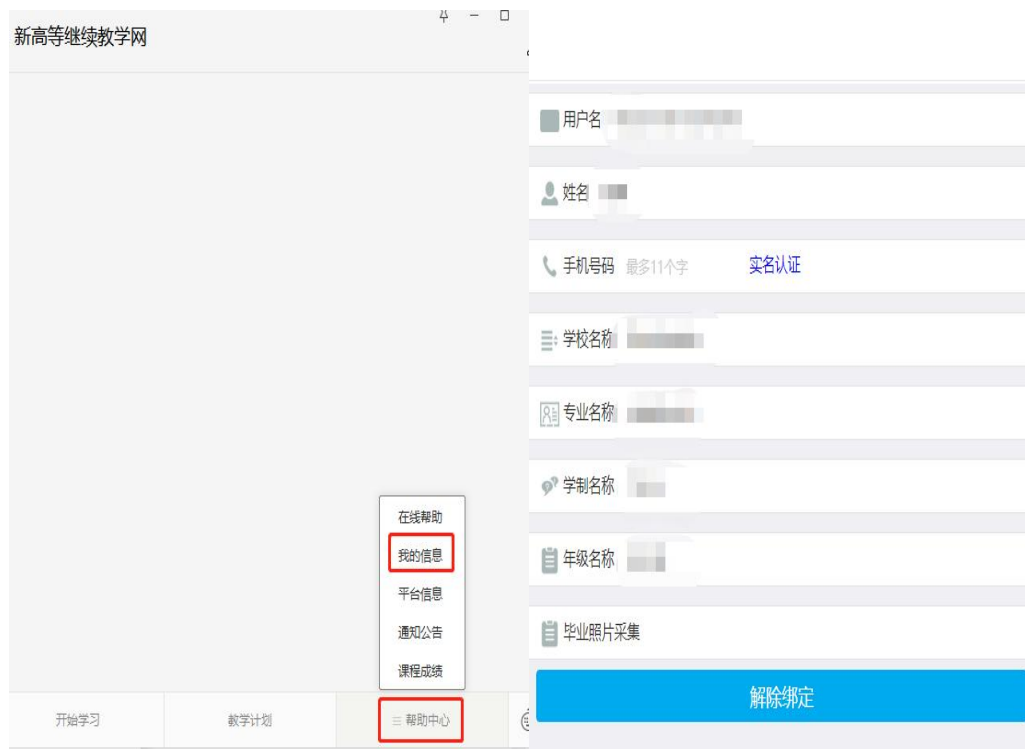 新高等继续教学网
在线帮助
我的信息
平台信息
通知公告
课程成绩
开始学习
教学计划
帮助中心
用户名
姓名
手机号码 最多11个字 实名认证
学校名称
专业名称
学制名称
年级名称
毕业照片采集
解除绑定